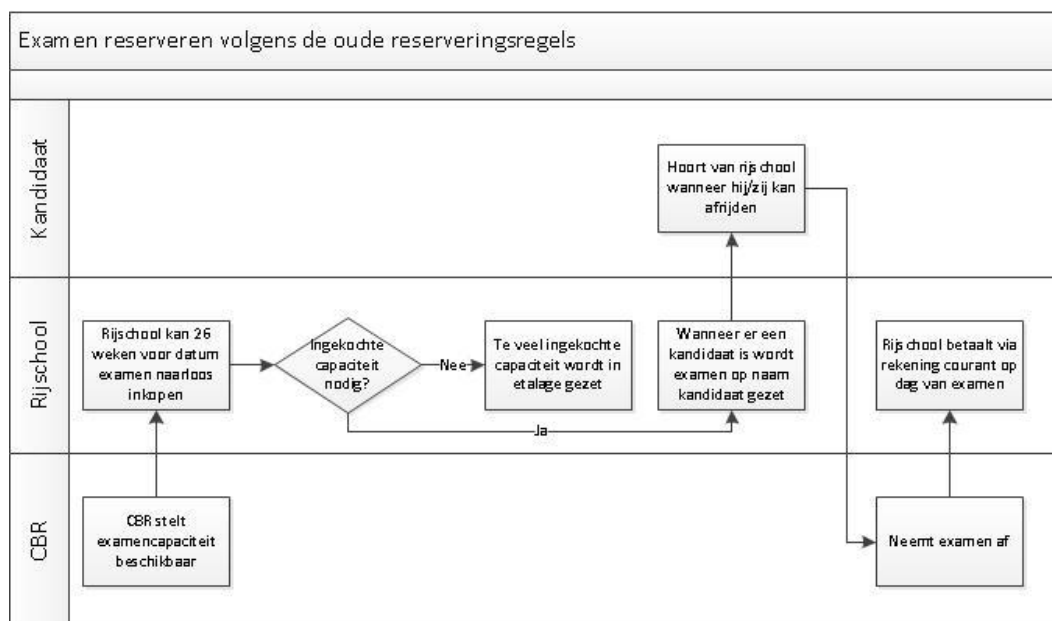 Examen reserveren volgens de oude reserveringsregels
Kandidaat
Hoort van rijschool
wanneer hij/zij kan
afrijden
Rijschool
Rijschool kan 26
weken voor datum
examen naarloos
inkopen
Ingekochte
capaciteit
nodig?
Nee
Te veel ingekochte
capaciteit wordt in
etalage gezet
Wanneer er een
kandidaat is wordt
examen op naam
kandidaat gezet
Rijschool betaalt via
rekening courant op
dag van examen
Ja
CBR
CBR stelt
examencapaciteit
beschikbaar
Neemt examen af